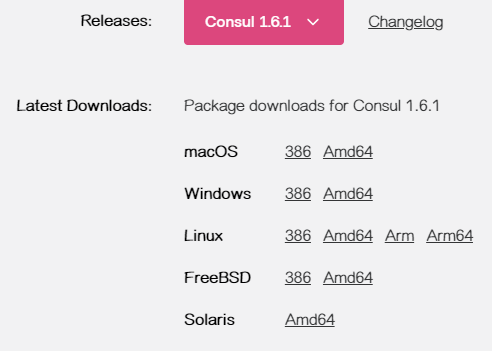 Releases: Consul 1.6.1 Changelog
Latest Downloads: Package downloads for Consul 1.6.1
macOS 386 Amd64
Windows 386 Amd64
Linux 386 Amd64 Arm Arm64
FreeBSD 386 Amd64
Solaris Amd64